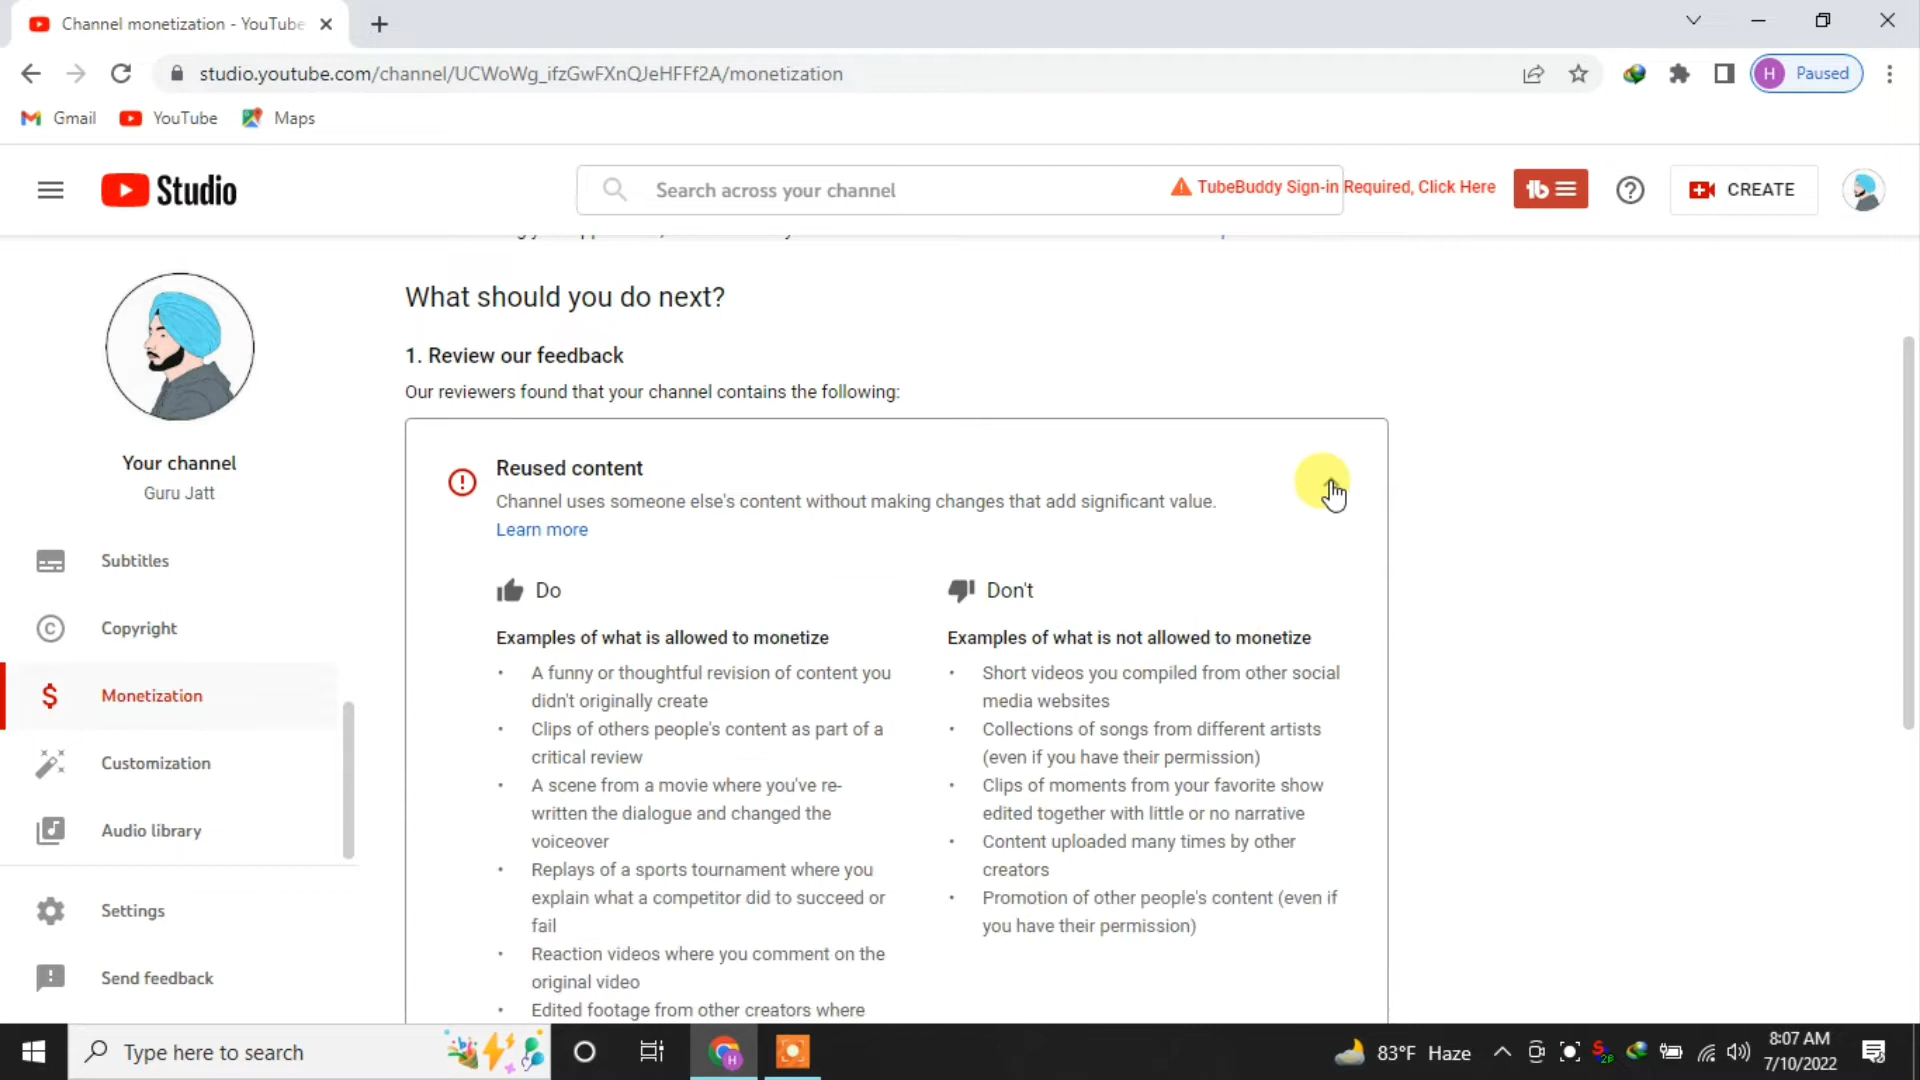 Channel monetization - YouTube
studio.youtube.com/channel/UCWoWg_ifzGwFXnQJeHFFf2A/monetization
H Paused
Gmail YouTube Maps
Studio
Search across your channel
TubeBuddy Sign-in Required, Click Here
tb
CREATE
What should you do next?
1. Review our feedback
Our reviewers found that your channel contains the following:
Your channel
Guru Jatt
Reused content
Channel uses someone else's content without making changes that add significant value.
Learn more
Subtitles
Copyright
Monetization
Customization
Audio library
Settings
Send feedback
Do
Examples of what is allowed to monetize
• A funny or thoughtful revision of content you
didn't originally create
• Clips of others people's content as part of a
critical review
• A scene from a movie where you've re-
written the dialogue and changed the
voiceover
• Replays of a sports tournament where you
explain what a competitor did to succeed or
fail
• Reaction videos where you comment on the
original video
• Edited footage from other creators where
Don't
Examples of what is not allowed to monetize
• Short videos you compiled from other social
media websites
• Collections of songs from different artists
(even if you have their permission)
• Clips of moments from your favorite show
edited together with little or no narrative
• Content uploaded many times by other
creators
• Promotion of other people's content (even if
you have their permission)
Type here to search
83°F Haze
8:07 AM
7/10/2022